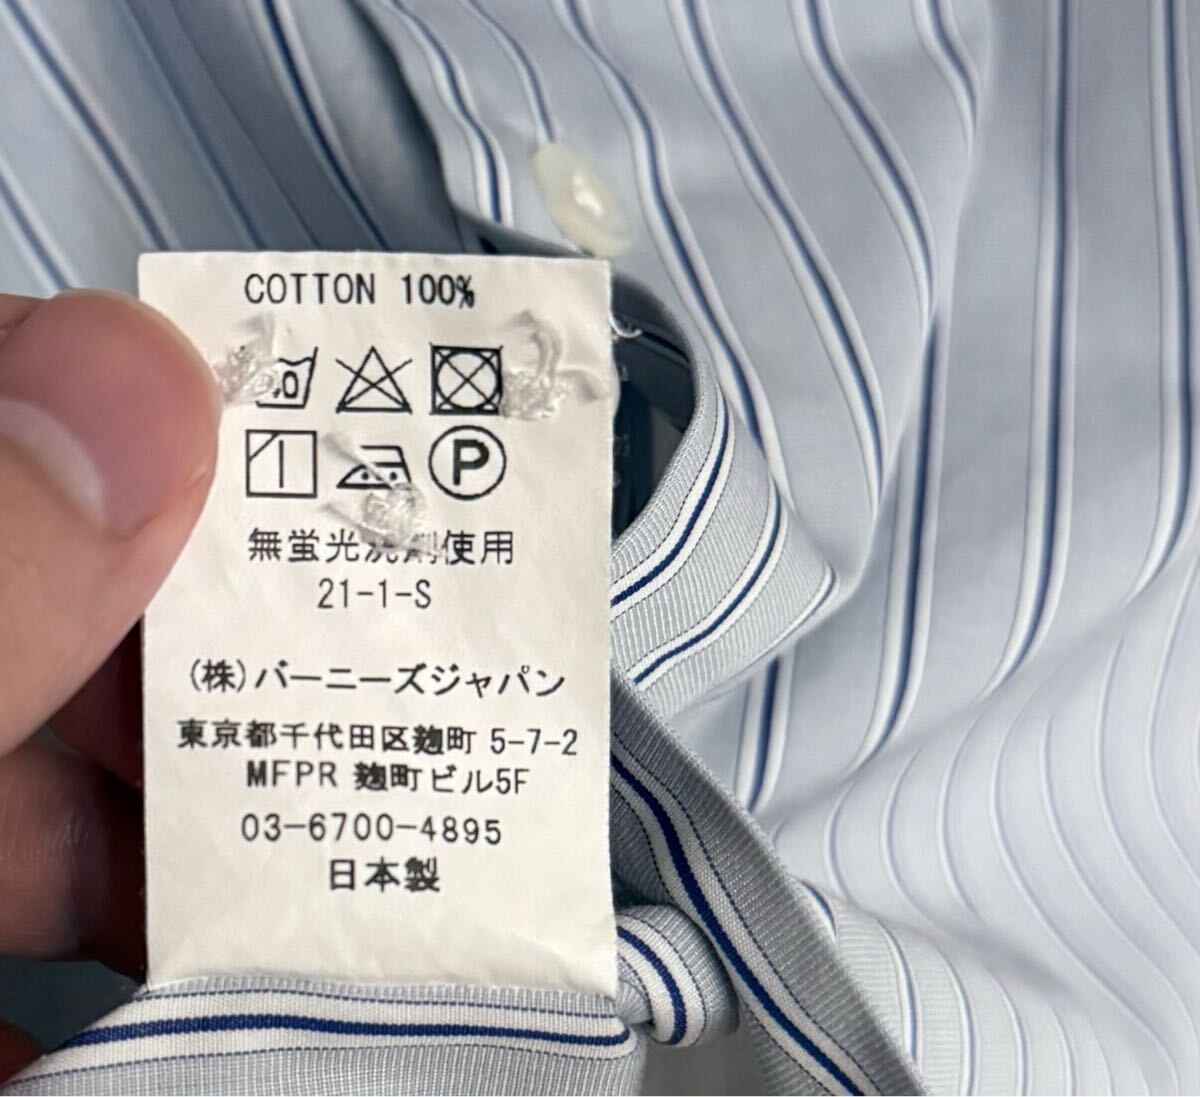 COTTON 100%
40
P
無蛍光洗剤使用
21-1-S
(株)バーニーズジャパン
東京都千代田区麹町 5-7-2
MFPR 麹町ビル5F
03-6700-4895
日本製